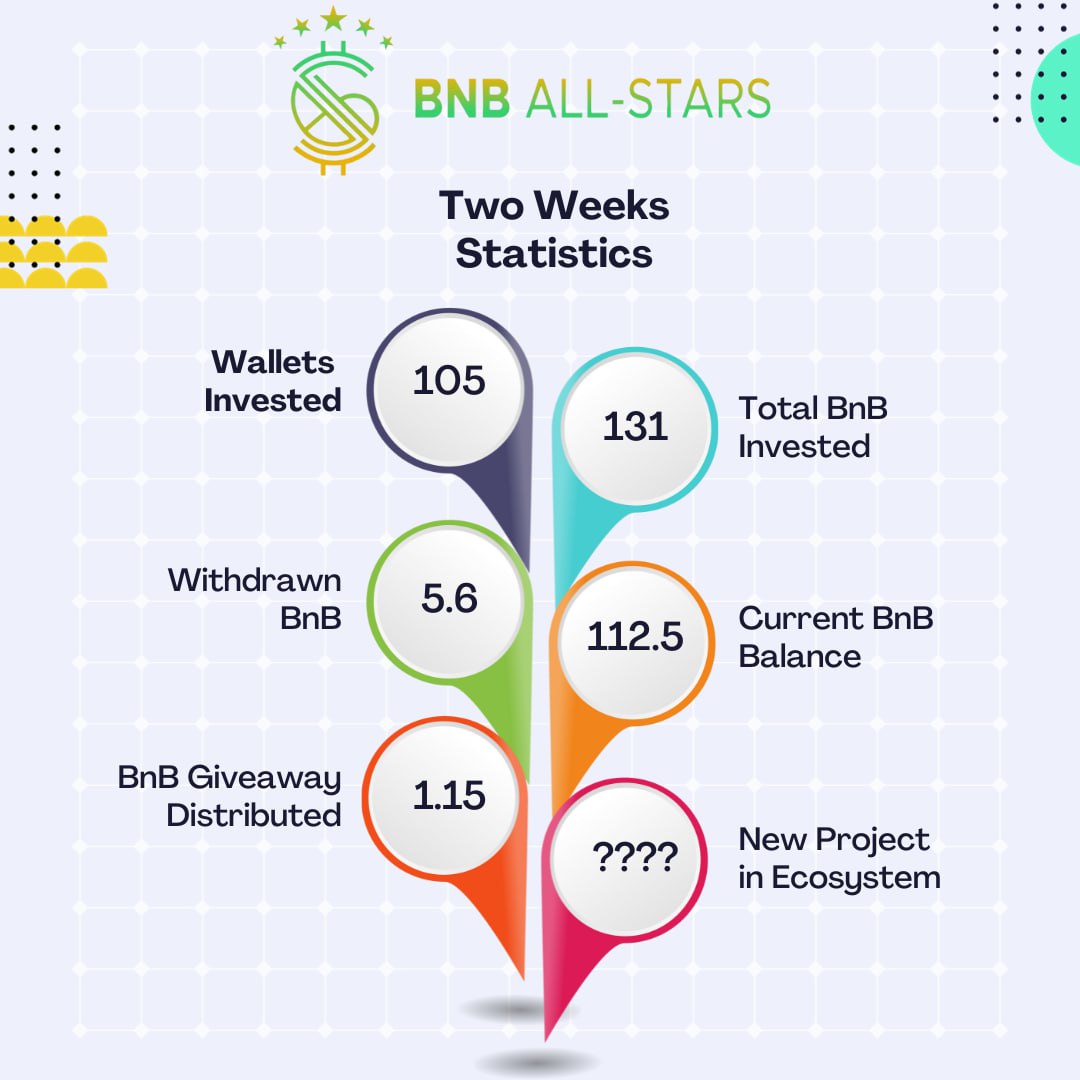 BNB ALL-STARS
Two Weeks
Statistics
Wallets
Invested
105
131
Total BnB
Invested
Withdrawn
BnB
5.6
112.5
Current BnB
Balance
BnB Giveaway
Distributed
1.15
????
New Project
in Ecosystem